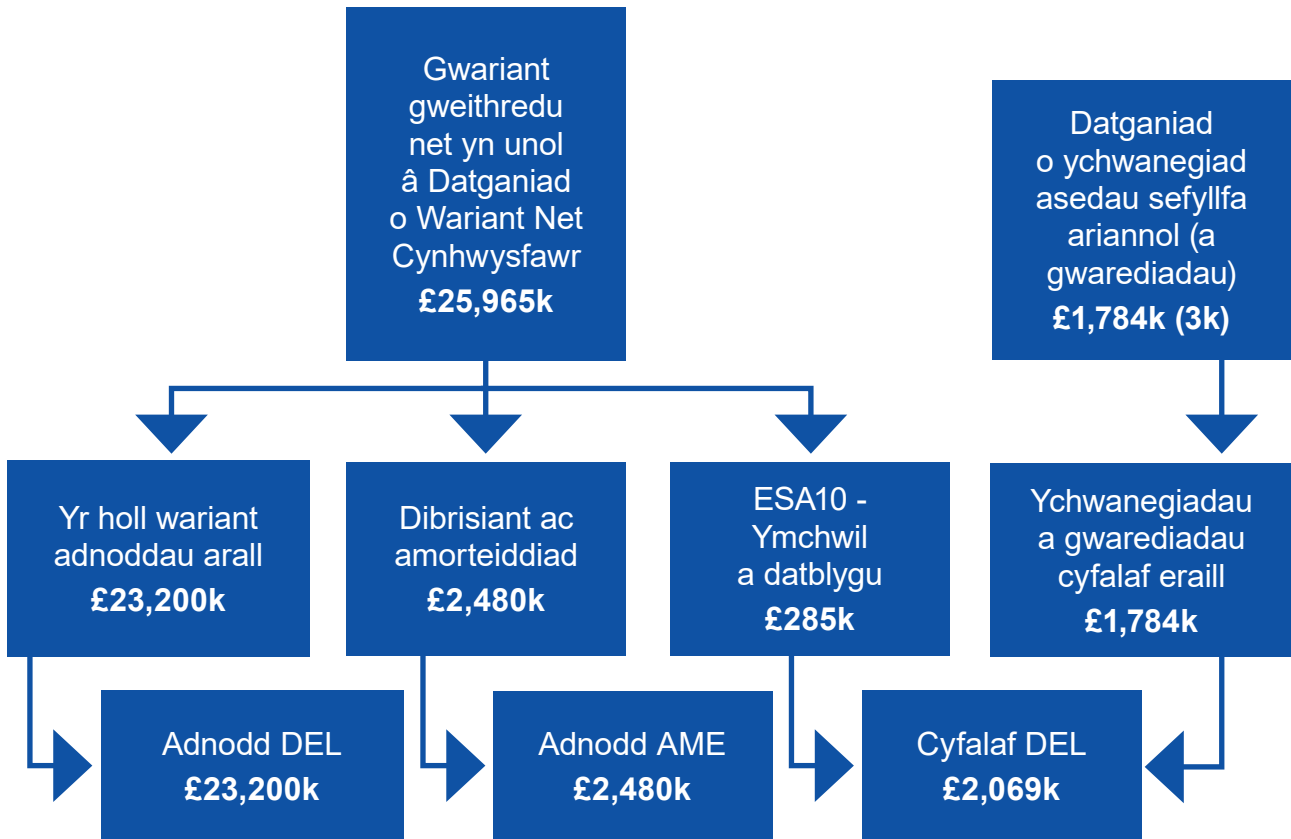 Gwariant
gweithredu
net yn unol
â Datganiad
o Wariant Net
Cynhwysfawr
£25,965k
Datganiad
o ychwanegiad
asedau sefyllfa
ariannol (a
gwarediadau)
£1,784k (3k)
Yr holl wariant
adnoddau arall
£23,200k
Dibrisiant ac
amorteiddiad
£2,480k
ESA10 -
Ymchwil
a datblygu
£285k
Ychwanegiadau
a gwarediadau
cyfalaf eraill
£1,784k
Adnodd DEL
£23,200k
Adnodd AME
£2,480k
Cyfalaf DEL
£2,069k